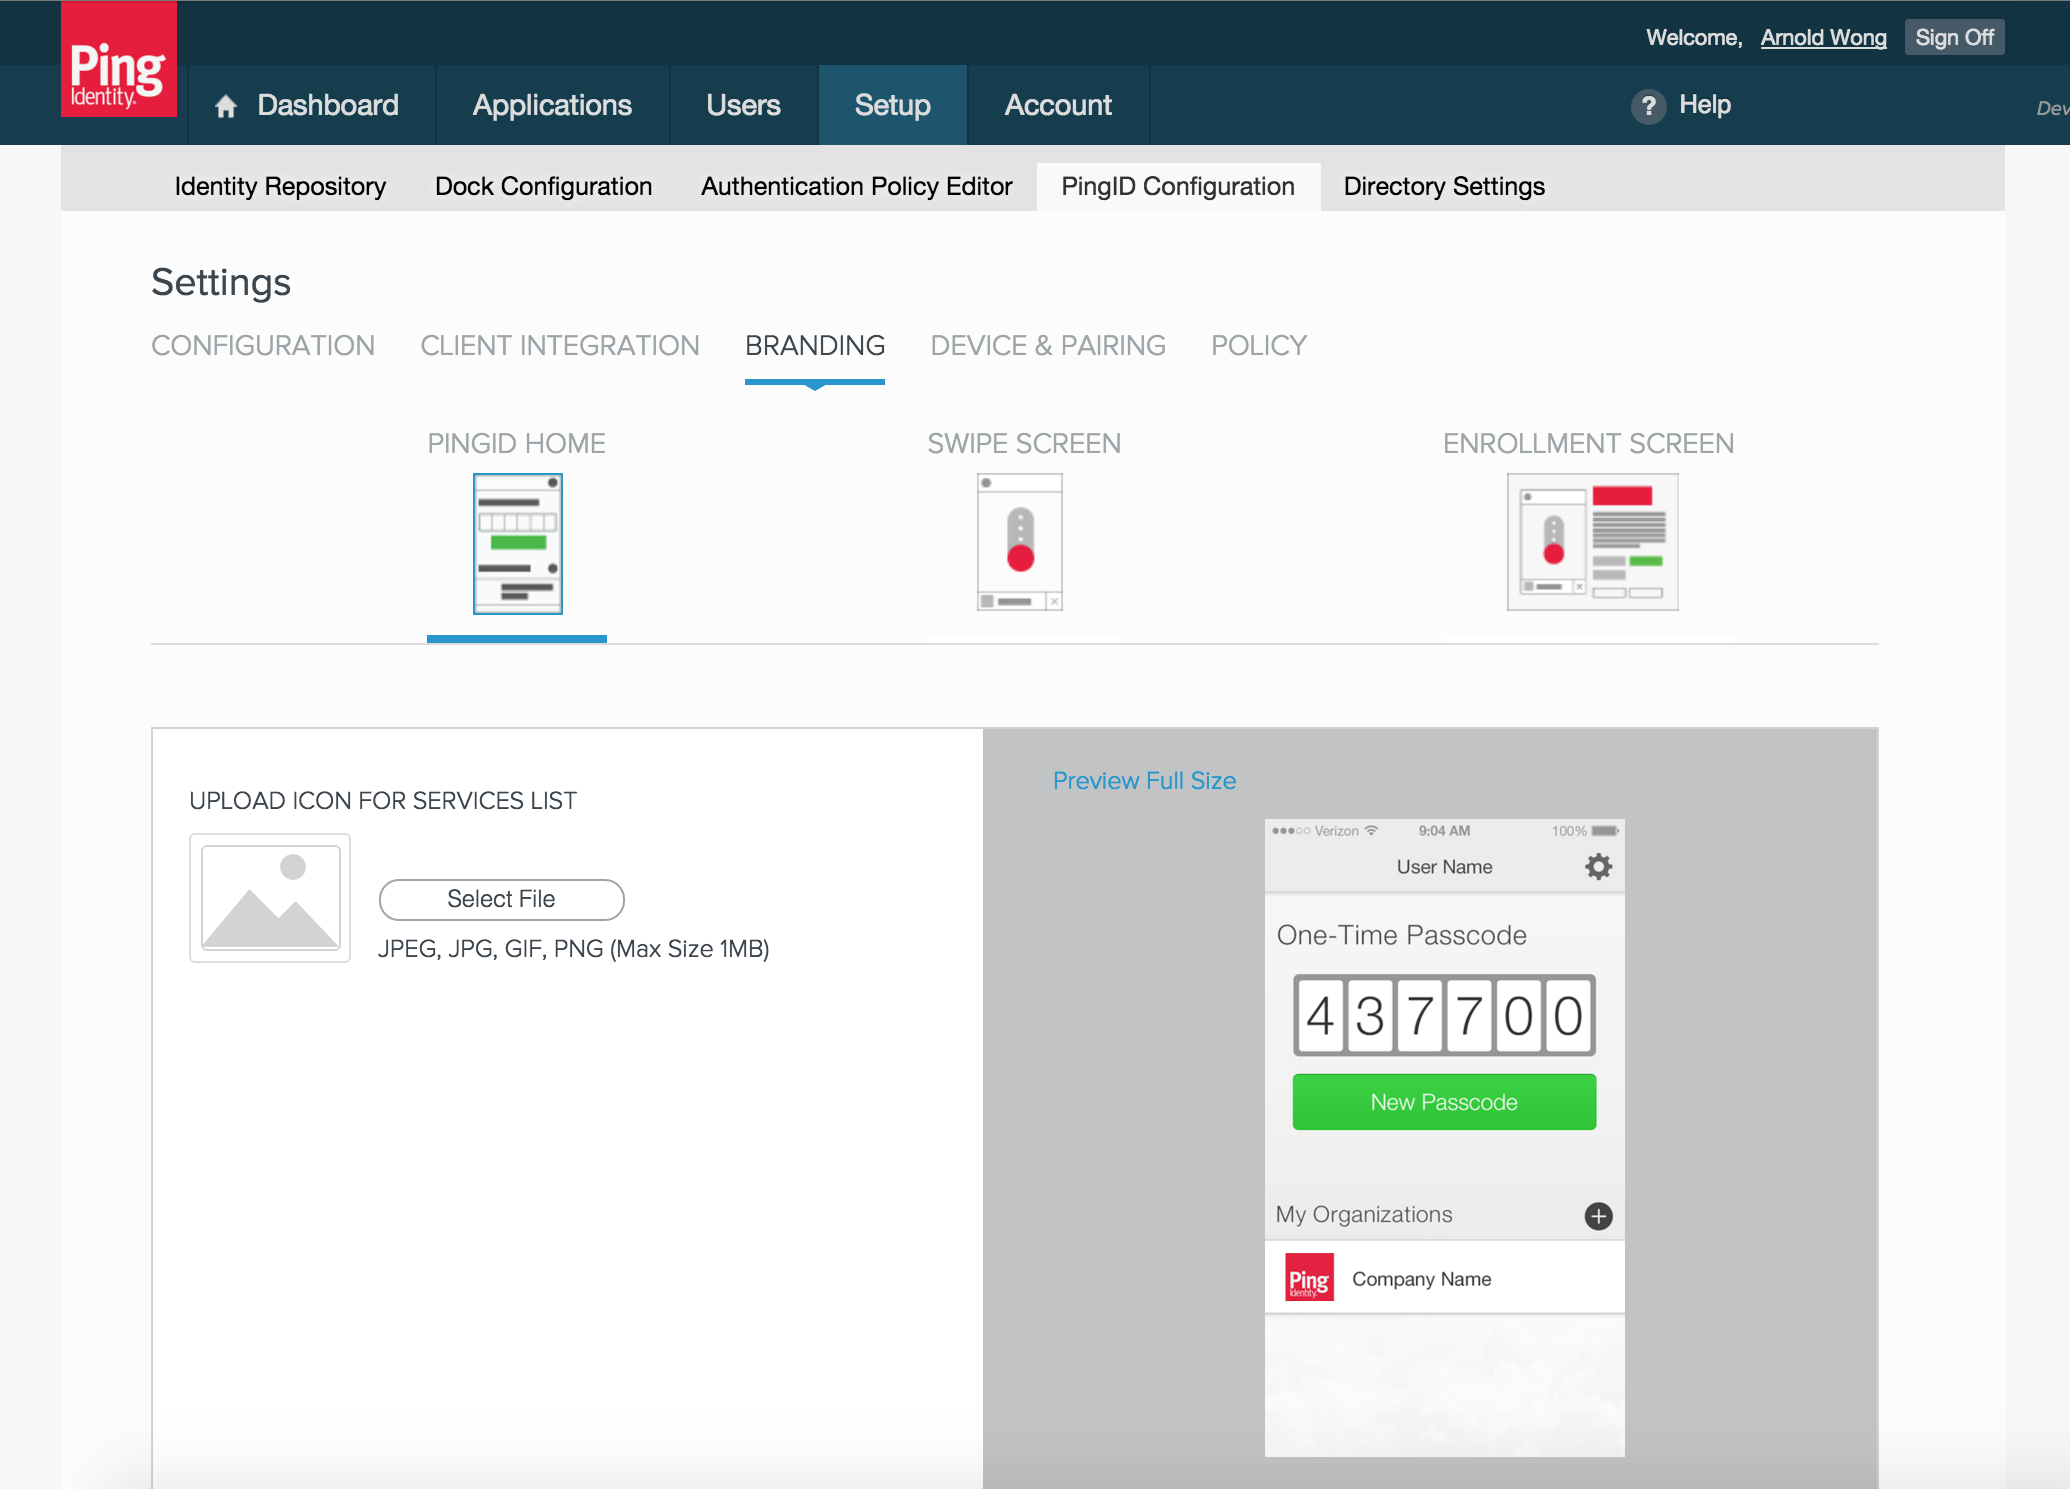 Welcome, Arnold Wong Sign Off
Ping
Identity.
Dashboard Applications Users Setup Account ? Help Dev
Identity Repository Dock Configuration Authentication Policy Editor PingID Configuration Directory Settings
Settings
CONFIGURATION CLIENT INTEGRATION BRANDING DEVICE & PAIRING POLICY
PINGID HOME SWIPE SCREEN ENROLLMENT SCREEN
UPLOAD ICON FOR SERVICES LIST
Select File
JPEG, JPG, GIF, PNG (Max Size 1MB)
Preview Full Size
Verizon 9:04 AM 100%
User Name
One-Time Passcode
4 3 7 7 0 0
New Passcode
My Organizations
Ping
Identity.
Company Name